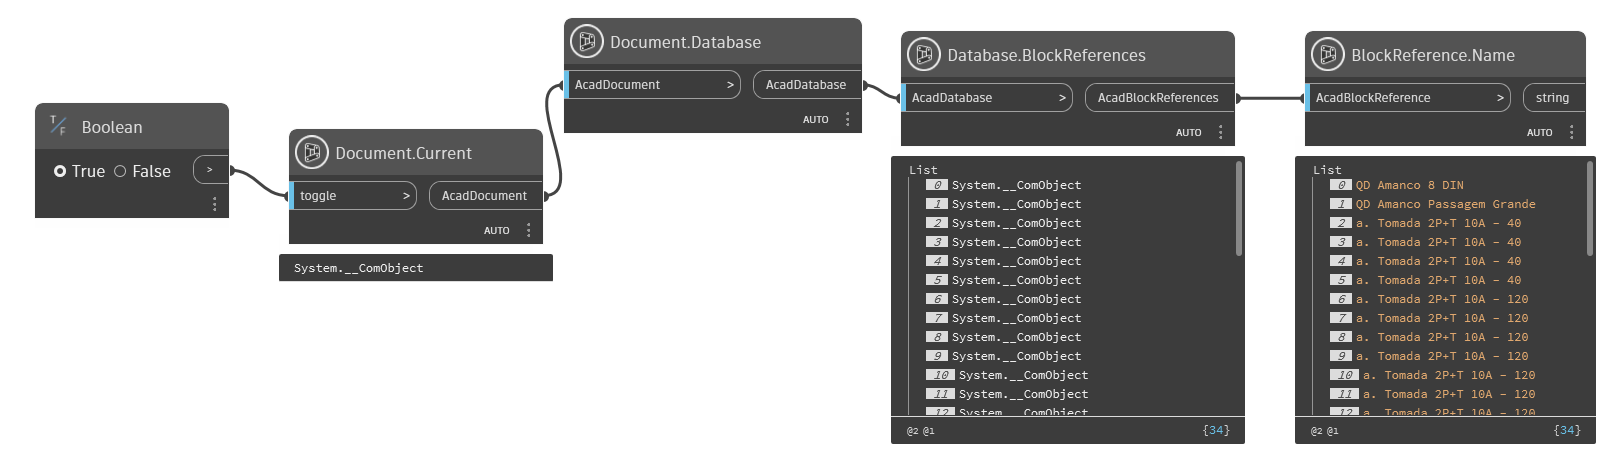 T/F Boolean
True False >
Document.Current
toggle > AcadDocument
AUTO
System.__ComObject
Document.Database
AcadDocument > AcadDatabase
AUTO
Database.BlockReferences
AcadDatabase > AcadBlockReferences
AUTO
List
0 System.__ComObject
1 System.__ComObject
2 System.__ComObject
3 System.__ComObject
4 System.__ComObject
5 System.__ComObject
6 System.__ComObject
7 System.__ComObject
8 System.__ComObject
9 System.__ComObject
10 System.__ComObject
11 System.__ComObject
12 System.__ComObject
@2 @1 {34}
BlockReference.Name
AcadBlockReference > string
AUTO
List
0 QD Amanco 8 DIN
1 QD Amanco Passagem Grande
2 a. Tomada 2P+T 10A - 40
3 a. Tomada 2P+T 10A - 40
4 a. Tomada 2P+T 10A - 40
5 a. Tomada 2P+T 10A - 40
6 a. Tomada 2P+T 10A - 120
7 a. Tomada 2P+T 10A - 120
8 a. Tomada 2P+T 10A - 120
9 a. Tomada 2P+T 10A - 120
10 a. Tomada 2P+T 10A - 120
11 a. Tomada 2P+T 10A - 120
12 a. Tomada 2P+T 10A - 120
@2 @1 {34}